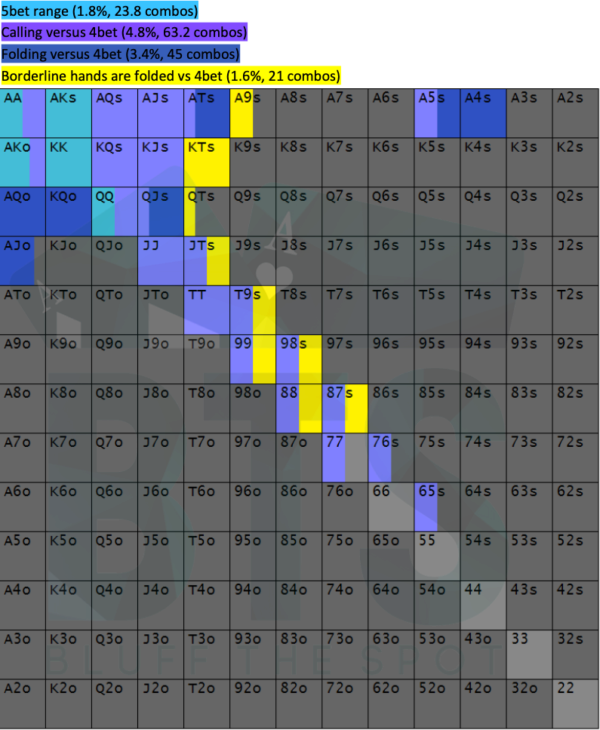 5bet range (1.8%, 23.8 combos)
Calling versus 4bet (4.8%, 63.2 combos)
Folding versus 4bet (3.4%, 45 combos)
Borderline hands are folded vs 4bet (1.6%, 21 combos)
AA AKs AQs AJs ATs A9s A8s A7s A6s A5s A4s A3s A2s
AKo KK KQs KJs KTs K9s K8s K7s K6s K5s K4s K3s K2s
AQo KQo QQ QJs QTs Q9s Q8s Q7s Q6s Q5s Q4s Q3s Q2s
AJo KJo QJo JJ JTs J9s J8s J7s J6s J5s J4s J3s J2s
ATo KTo QTo JTo TT T9s T8s T7s T6s T5s T4s T3s T2s
A9o K9o Q9o J9o T9o 99 98s 97s 96s 95s 94s 93s 92s
A8o K8o Q8o J8o T8o 98o 88 87s 86s 85s 84s 83s 82s
A7o K7o Q7o J7o T7o 97o 87o 77 76s 75s 74s 73s 72s
A6o K6o Q6o J6o T6o 96o 86o 76o 66 65s 64s 63s 62s
A5o K5o Q5o J5o T5o 95o 85o 75o 65o 55 54s 53s 52s
A4o K4o Q4o J4o T4o 94o 84o 74o 64o 54o 44 43s 42s
A3o K3o Q3o J3o T3o 93o 83o 73o 63o 53o 43o 33 32s
A2o K2o Q2o J2o T2o 92o 82o 72o 62o 52o 42o 32o 22
A
A
BTS
BLUFF THE SPOT